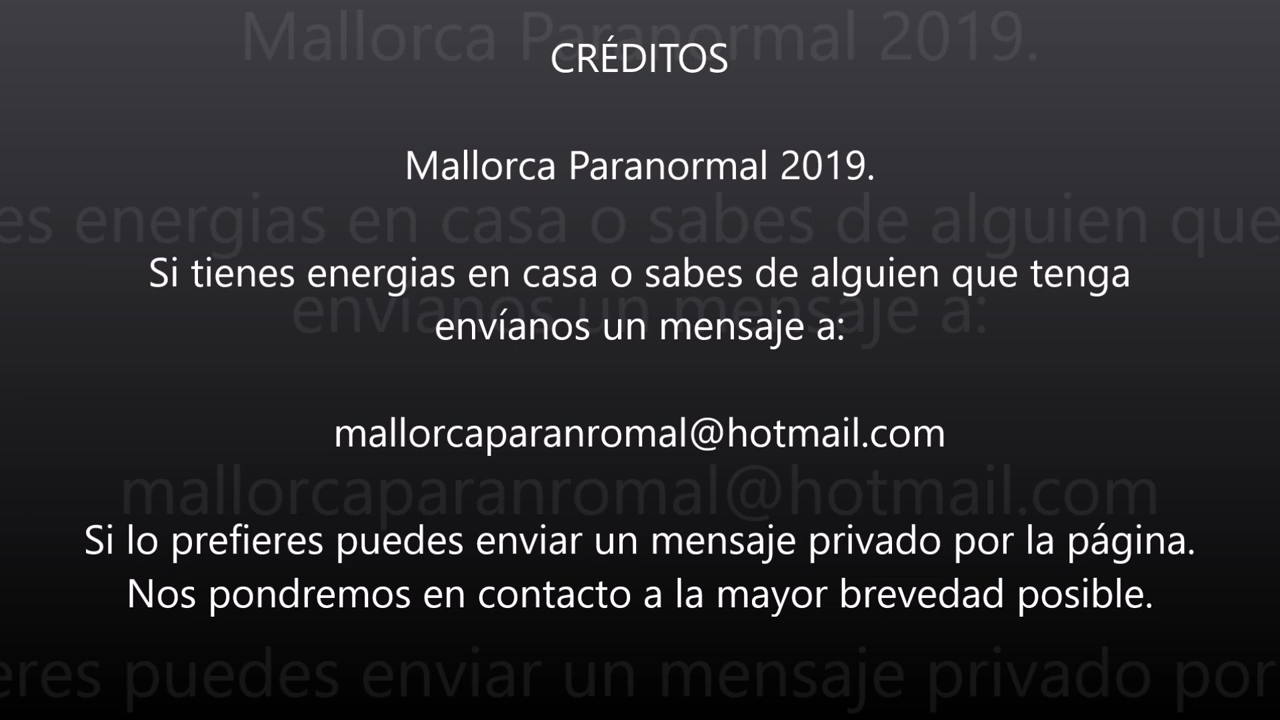 CRÉDITOS
Mallorca Paranormal 2019.
Si tienes energias en casa o sabes de alguien que tenga
envíanos un mensaje a:
mallorcaparanromal@hotmail.com
Si lo prefieres puedes enviar un mensaje privado por la página.
Nos pondremos en contacto a la mayor brevedad posible.